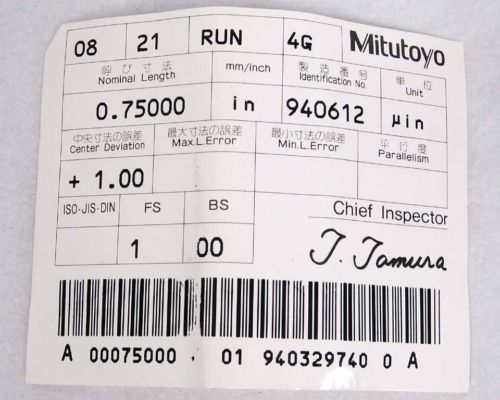 08 21 RUN 4G Mitutoyo
呼び寸法 mm/inch 製造番号 単位
Nominal Length Identification No. Unit
0.75000 in 940612 µin
中央寸法の誤差 最大寸法の誤差 最小寸法の誤差 平行度
Center Deviation Max.L.Error Min.L.Error Parallelism
+ 1.00
ISO·JIS·DIN FS BS Chief Inspector
1 00 J. Tamura
A 00075000 . 01 940329740 0 A